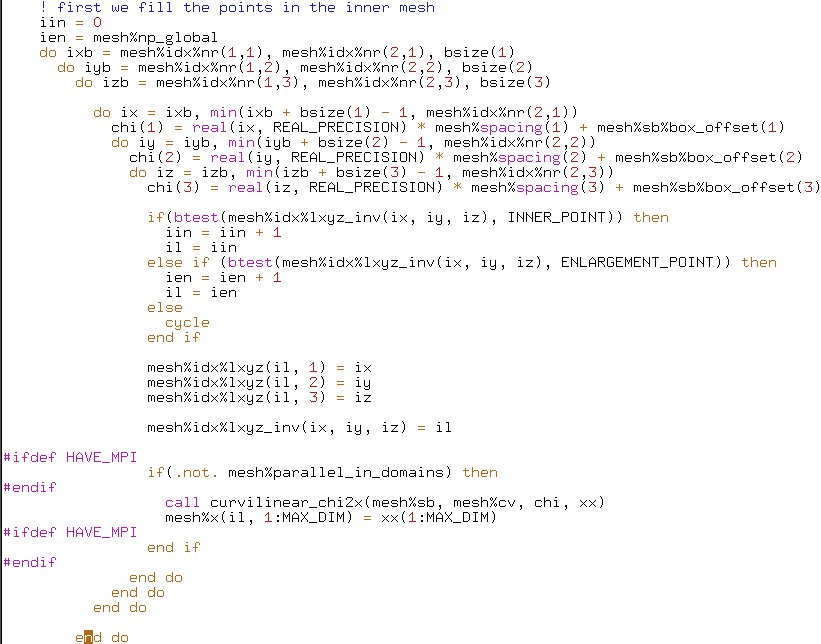 ! first we fill the points in the inner mesh
iin = 0
ien = mesh%np_global
do ixb = mesh%idx%nr(1,1), mesh%idx%nr(2,1), bsize(1)
do iyb = mesh%idx%nr(1,2), mesh%idx%nr(2,2), bsize(2)
do izb = mesh%idx%nr(1,3), mesh%idx%nr(2,3), bsize(3)
do ix = ixb, min(ixb + bsize(1) - 1, mesh%idx%nr(2,1))
chi(1) = real(ix, REAL_PRECISION) * mesh%spacing(1) + mesh%sb%box_offset(1)
do iy = iyb, min(iyb + bsize(2) - 1, mesh%idx%nr(2,2))
chi(2) = real(iy, REAL_PRECISION) * mesh%spacing(2) + mesh%sb%box_offset(2)
do iz = izb, min(izb + bsize(3) - 1, mesh%idx%nr(2,3))
chi(3) = real(iz, REAL_PRECISION) * mesh%spacing(3) + mesh%sb%box_offset(3)
if(btest(mesh%idx%lxyz_inv(ix, iy, iz), INNER_POINT)) then
iin = iin + 1
il = iin
else if (btest(mesh%idx%lxyz_inv(ix, iy, iz), ENLARGEMENT_POINT)) then
ien = ien + 1
il = ien
else
cycle
end if
mesh%idx%lxyz(il, 1) = ix
mesh%idx%lxyz(il, 2) = iy
mesh%idx%lxyz(il, 3) = iz
mesh%idx%lxyz_inv(ix, iy, iz) = il
#ifdef HAVE_MPI
if(.not. mesh%parallel_in_domains) then
#endif
call curvilinear_chi2x(mesh%sb, mesh%cv, chi, xx)
mesh%x(il, 1:MAX_DIM) = xx(1:MAX_DIM)
#ifdef HAVE_MPI
end if
#endif
end do
end do
end do
end do